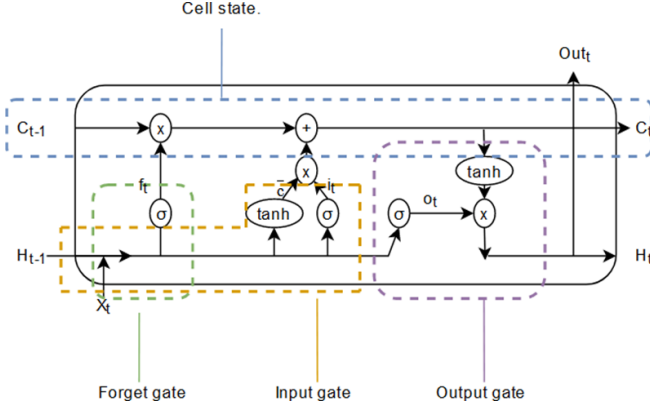 Cell state.
Out_t
C_t-1
x
+
C_t
f_t
c̅
x
i_t
tanh
σ
tanh
σ
σ
o_t
x
H_t-1
H_t
X_t
Forget gate
Input gate
Output gate